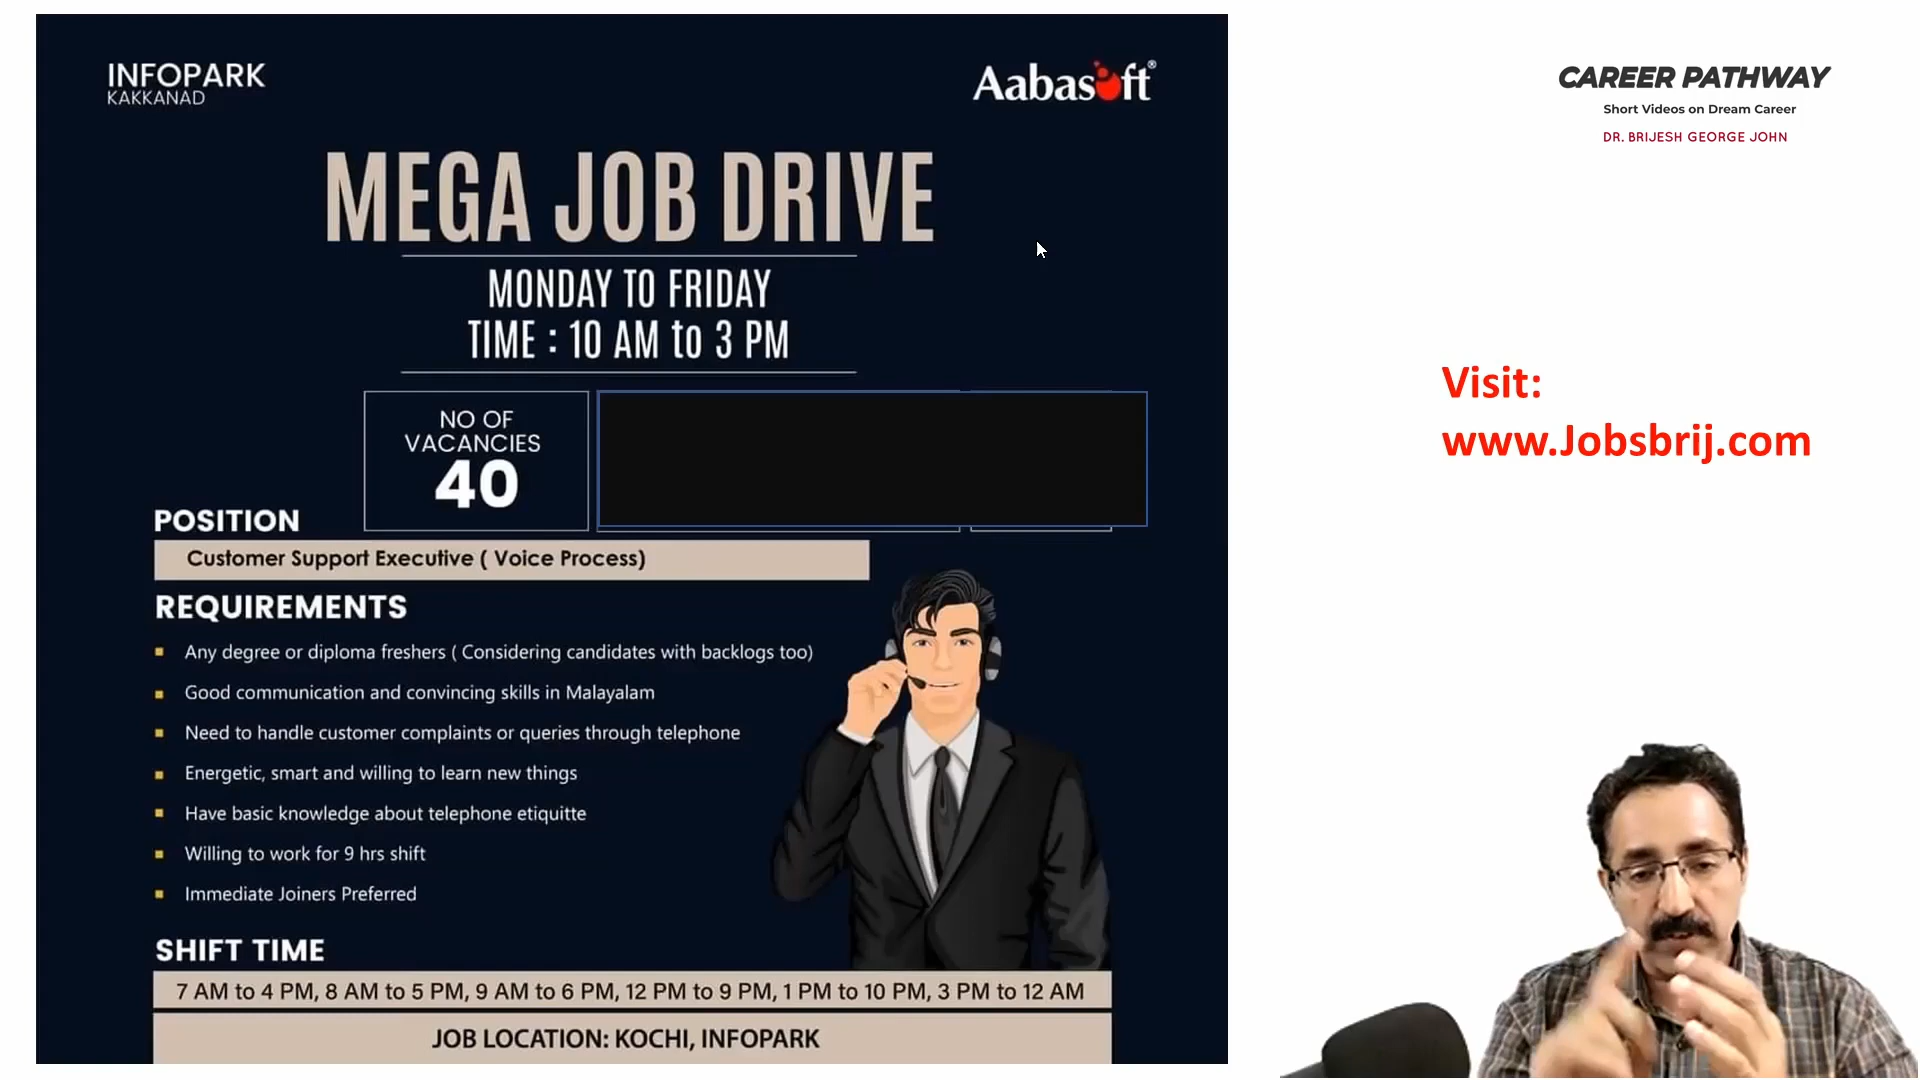 INFOPARK
KAKKANAD
Aabasoft®
MEGA JOB DRIVE
MONDAY TO FRIDAY
TIME : 10 AM to 3 PM
NO OF
VACANCIES
40
POSITION
Customer Support Executive ( Voice Process)
REQUIREMENTS
Any degree or diploma freshers ( Considering candidates with backlogs too)
Good communication and convincing skills in Malayalam
Need to handle customer complaints or queries through telephone
Energetic, smart and willing to learn new things
Have basic knowledge about telephone etiquitte
Willing to work for 9 hrs shift
Immediate Joiners Preferred
SHIFT TIME
7 AM to 4 PM, 8 AM to 5 PM, 9 AM to 6 PM, 12 PM to 9 PM, 1 PM to 10 PM, 3 PM to 12 AM
JOB LOCATION: KOCHI, INFOPARK
CAREER PATHWAY
Short Videos on Dream Career
DR. BRIJESH GEORGE JOHN
Visit:
www.Jobsbrij.com